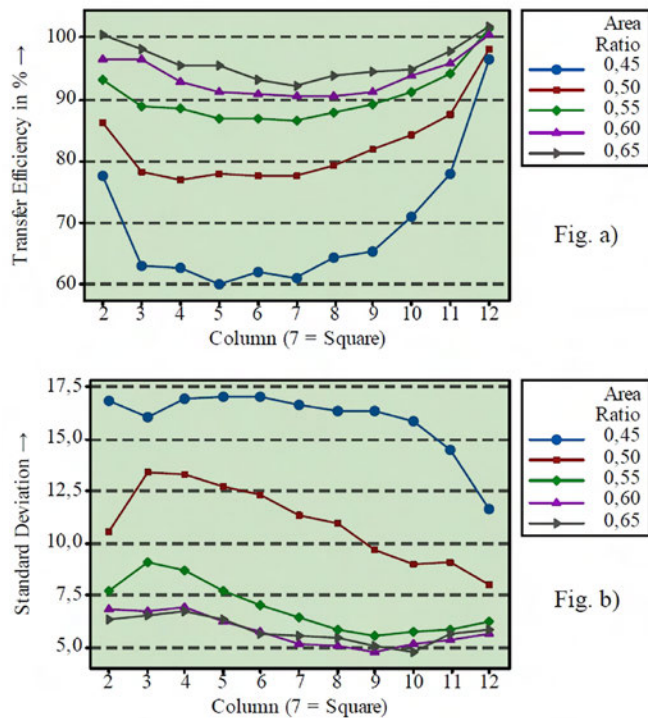 Transfer Efficiency in % →
100
90
80
70
60
2 3 4 5 6 7 8 9 10 11 12
Column (7 = Square)
Area
Ratio
0,45
0,50
0,55
0,60
0,65
Fig. a)
Standard Deviation →
17,5
15,0
12,5
10,0
7,5
5,0
2 3 4 5 6 7 8 9 10 11 12
Column (7 = Square)
Area
Ratio
0,45
0,50
0,55
0,60
0,65
Fig. b)